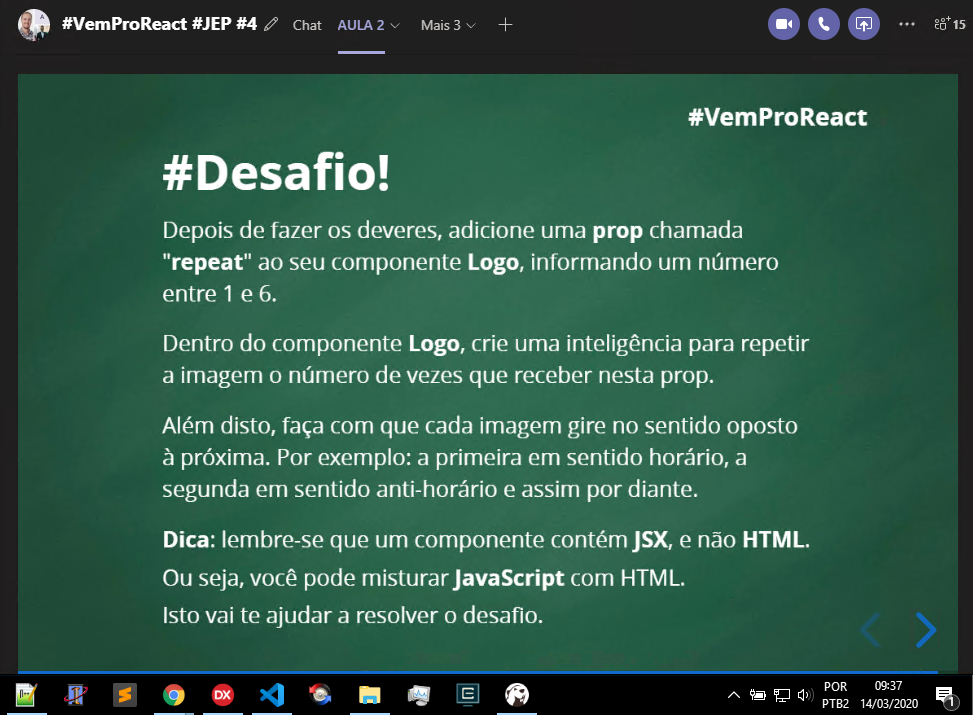 #VemProReact #JEP #4 Chat AULA 2 Mais 3 15
#VemProReact
#Desafio!
Depois de fazer os deveres, adicione uma prop chamada
"repeat" ao seu componente Logo, informando um número
entre 1 e 6.
Dentro do componente Logo, crie uma inteligência para repetir
a imagem o número de vezes que receber nesta prop.
Além disto, faça com que cada imagem gire no sentido oposto
à próxima. Por exemplo: a primeira em sentido horário, a
segunda em sentido anti-horário e assim por diante.
Dica: lembre-se que um componente contém JSX, e não HTML.
Ou seja, você pode misturar JavaScript com HTML.
Isto vai te ajudar a resolver o desafio.
DX
POR 09:37
PTB2 14/03/2020 1